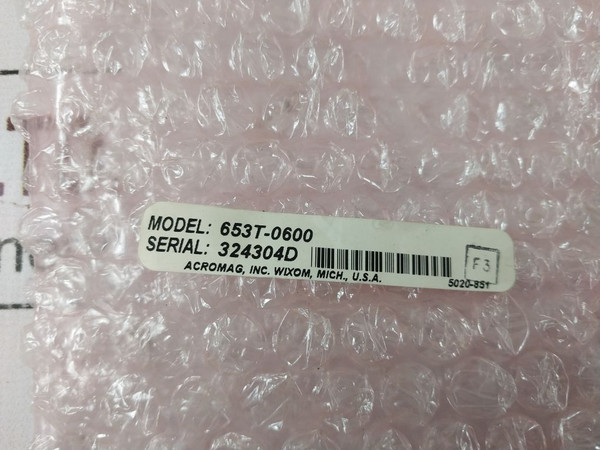 MODEL: 653T-0600
SERIAL: 324304D
F3
ACROMAG, INC. WIXOM, MICH., U.S.A.
5020-851